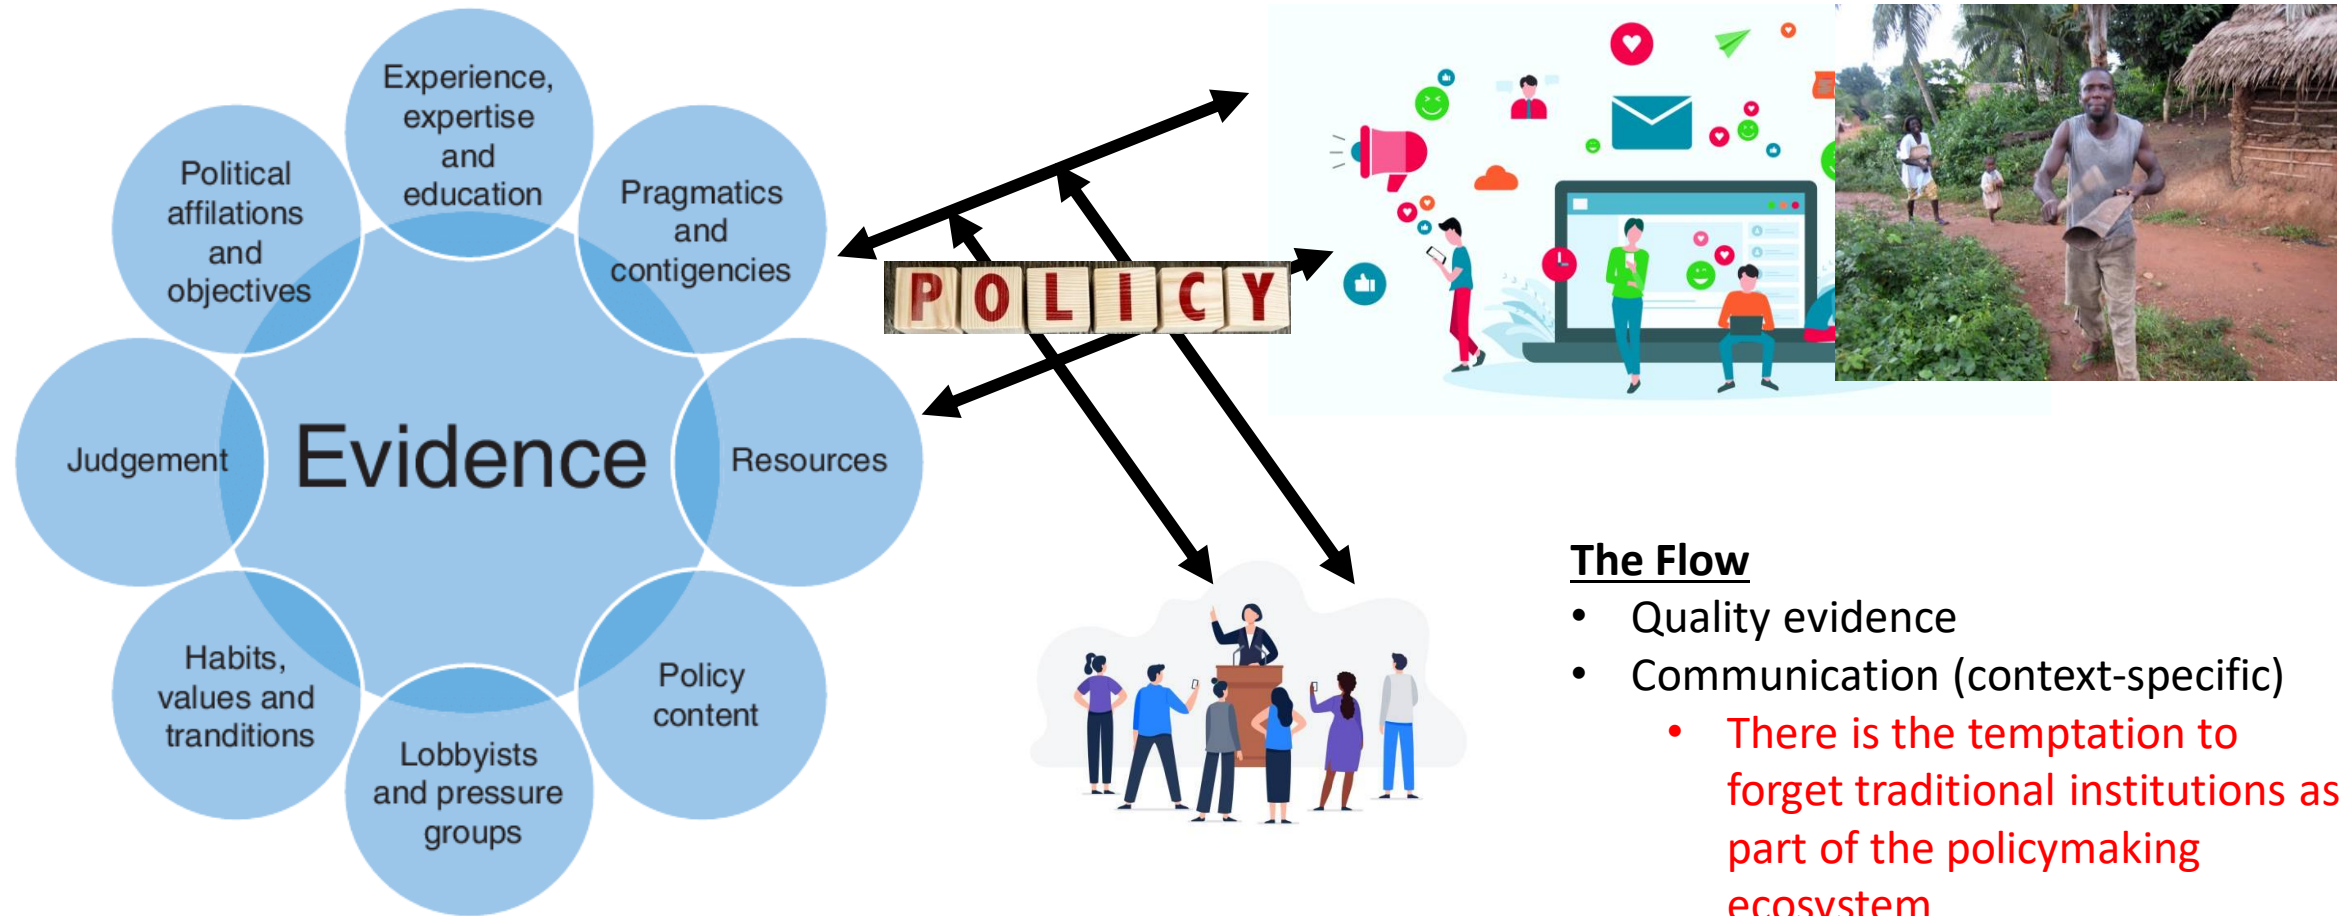 Experience,
expertise
and
education
Political
affilations
and
objectives
Pragmatics
and
contigencies
Judgement
Evidence
Resources
Habits,
values and
tranditions
Policy
content
Lobbyists
and pressure
groups
POLICY
The Flow
• Quality evidence
• Communication (context-specific)
• There is the temptation to
forget traditional institutions as
part of the policymaking
ecosystem